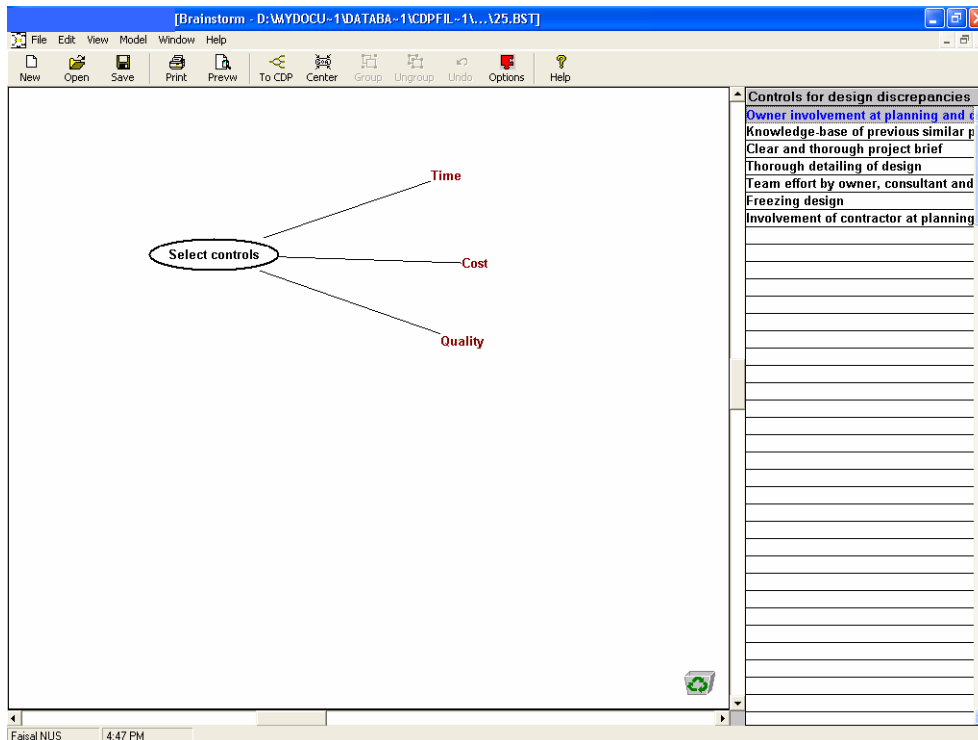 [Brainstorm - D:\MYDOCU~1\DATABA~1\CDPFIL~1\...\25.BST]
File Edit View Model Window Help
New Open Save Print Prevw To CDP Center Group Ungroup Undo Options Help
Controls for design discrepancies
Owner involvement at planning and d
Knowledge-base of previous similar p
Clear and thorough project brief
Thorough detailing of design
Team effort by owner, consultant and
Freezing design
Involvement of contractor at planning
Time
Select controls
Cost
Quality
Faisal NUS 4:47 PM